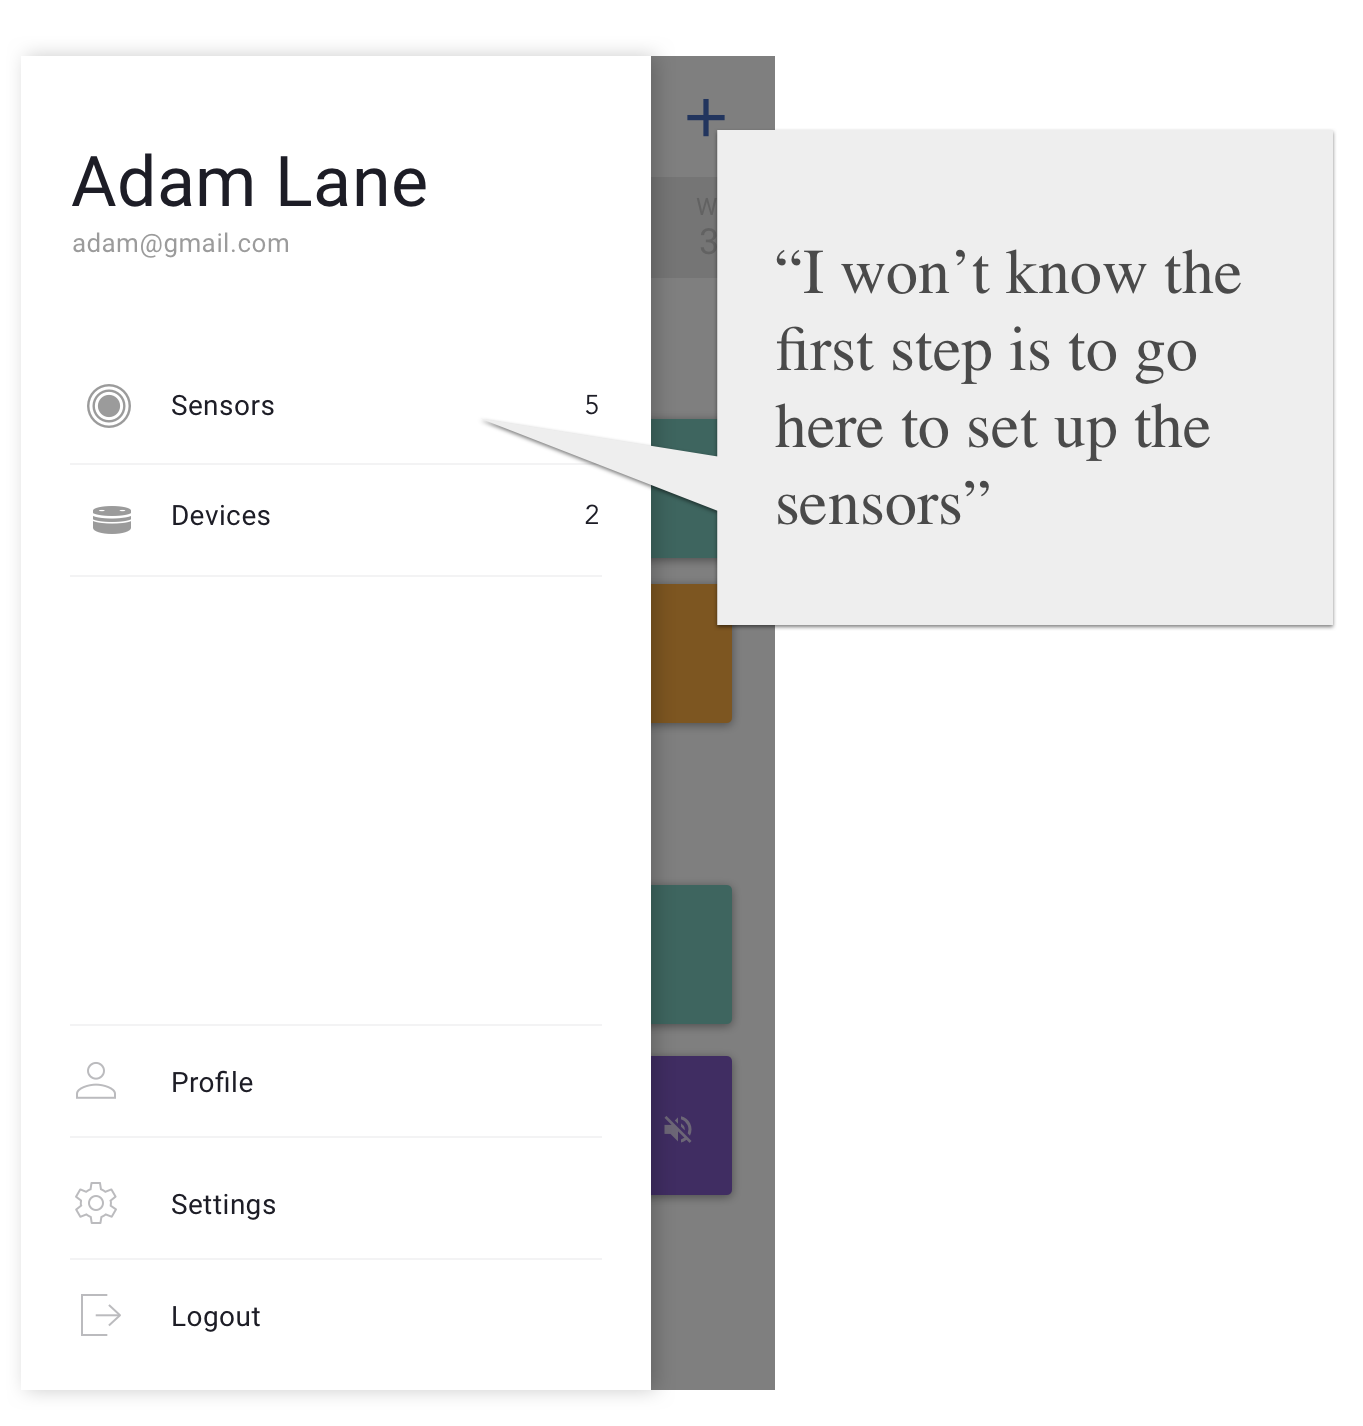 Adam Lane
adam@gmail.com
Sensors 5
Devices 2
Profile
Settings
Logout
W
3
“I won’t know the
first step is to go
here to set up the
sensors”